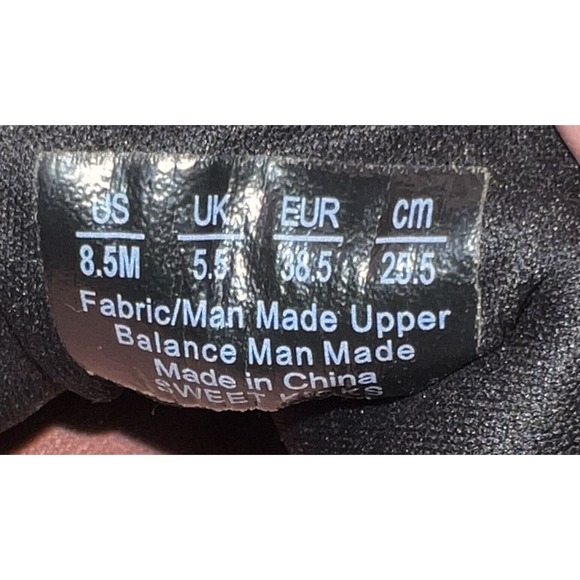 US UK EUR cm
8.5M 5.5 38.5 25.5
Fabric/Man Made Upper
Balance Man Made
Made in China
SWEET KICKS